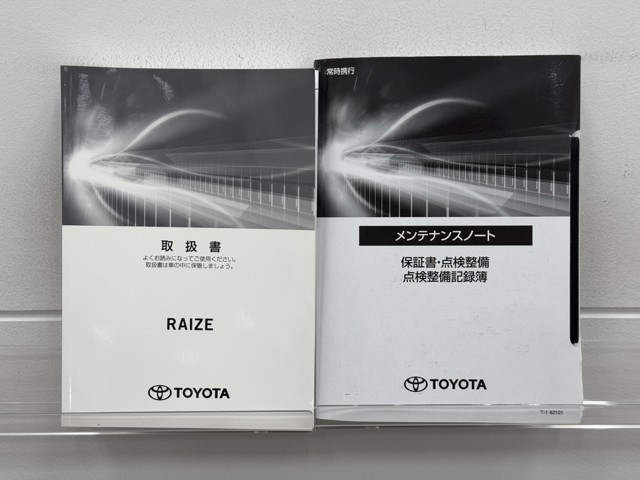 取扱書
よくお読みになってご使用ください。
取扱書は車の中に保管しましょう。
RAIZE
TOYOTA
常時携行
メンテナンスノート
保証書・点検整備
点検整備記録簿
TOYOTA
T-1 62101